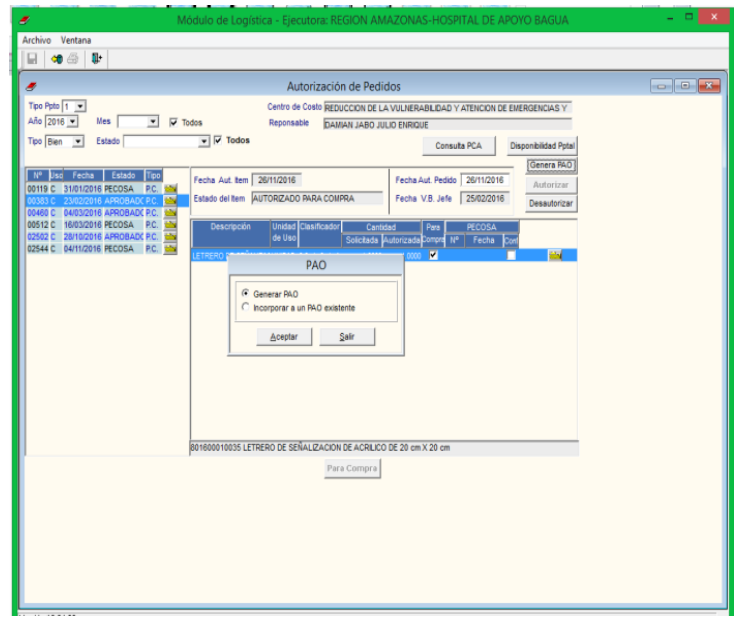 Módulo de Logística - Ejecutora: REGION AMAZONAS-HOSPITAL DE APOYO BAGUA
Archivo Ventana
Autorización de Pedidos
Tipo Ppto 1
Centro de Costo REDUCCION DE LA VULNERABILIDAD Y ATENCION DE EMERGENCIAS Y
Año 2016 Mes Todos
Reponsable DAMIAN JABO JULIO ENRIQUE
Tipo Bien Estado Todos
Consulta PCA Disponibilidad Pptal
Genera PAO
Autorizar
Desautorizar
Fecha Aut. Item 26/11/2016 Fecha Aut. Pedido 26/11/2016
Estado del Item AUTORIZADO PARA COMPRA Fecha V.B. Jefe 25/02/2016
Nº Uso Fecha Estado Tipo
00119 C 31/01/2016 PECOSA P.C.
00383 C 23/02/2016 APROBADO P.C.
00460 C 04/03/2016 APROBADO P.C.
00512 C 16/03/2016 PECOSA P.C.
02502 C 28/10/2016 APROBADO P.C.
02544 C 04/11/2016 PECOSA P.C.
Descripción Unidad de Uso Clasificador Cantidad Para Compra PECOSA
Solicitada Autorizada Nº Fecha Conf
LETRERO
PAO
Generar PAO
Incorporar a un PAO existente
Aceptar Salir
801600010035 LETRERO DE SEÑALIZACION DE ACRILICO DE 20 cm X 20 cm
Para Compra